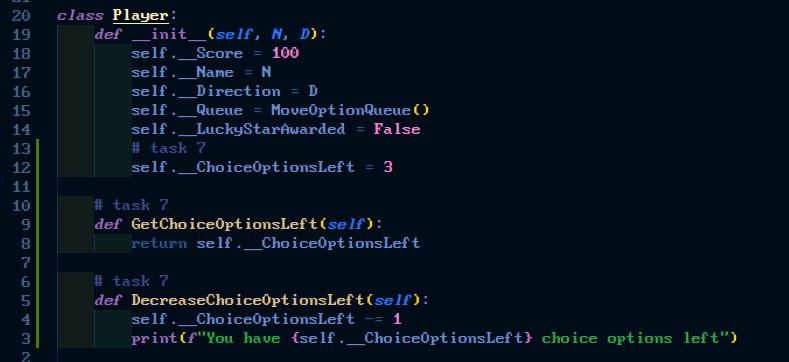 20 class Player:
19     def __init__(self, N, D):
18         self.__Score = 100
17         self.__Name = N
16         self.__Direction = D
15         self.__Queue = MoveOptionQueue()
14         self.__LuckyStarAwarded = False
13         # task 7
12         self.__ChoiceOptionsLeft = 3
11
10     # task 7
9     def GetChoiceOptionsLeft(self):
8         return self.__ChoiceOptionsLeft
7
6     # task 7
5     def DecreaseChoiceOptionsLeft(self):
4         self.__ChoiceOptionsLeft -= 1
3         print(f"You have {self.__ChoiceOptionsLeft} choice options left")
2